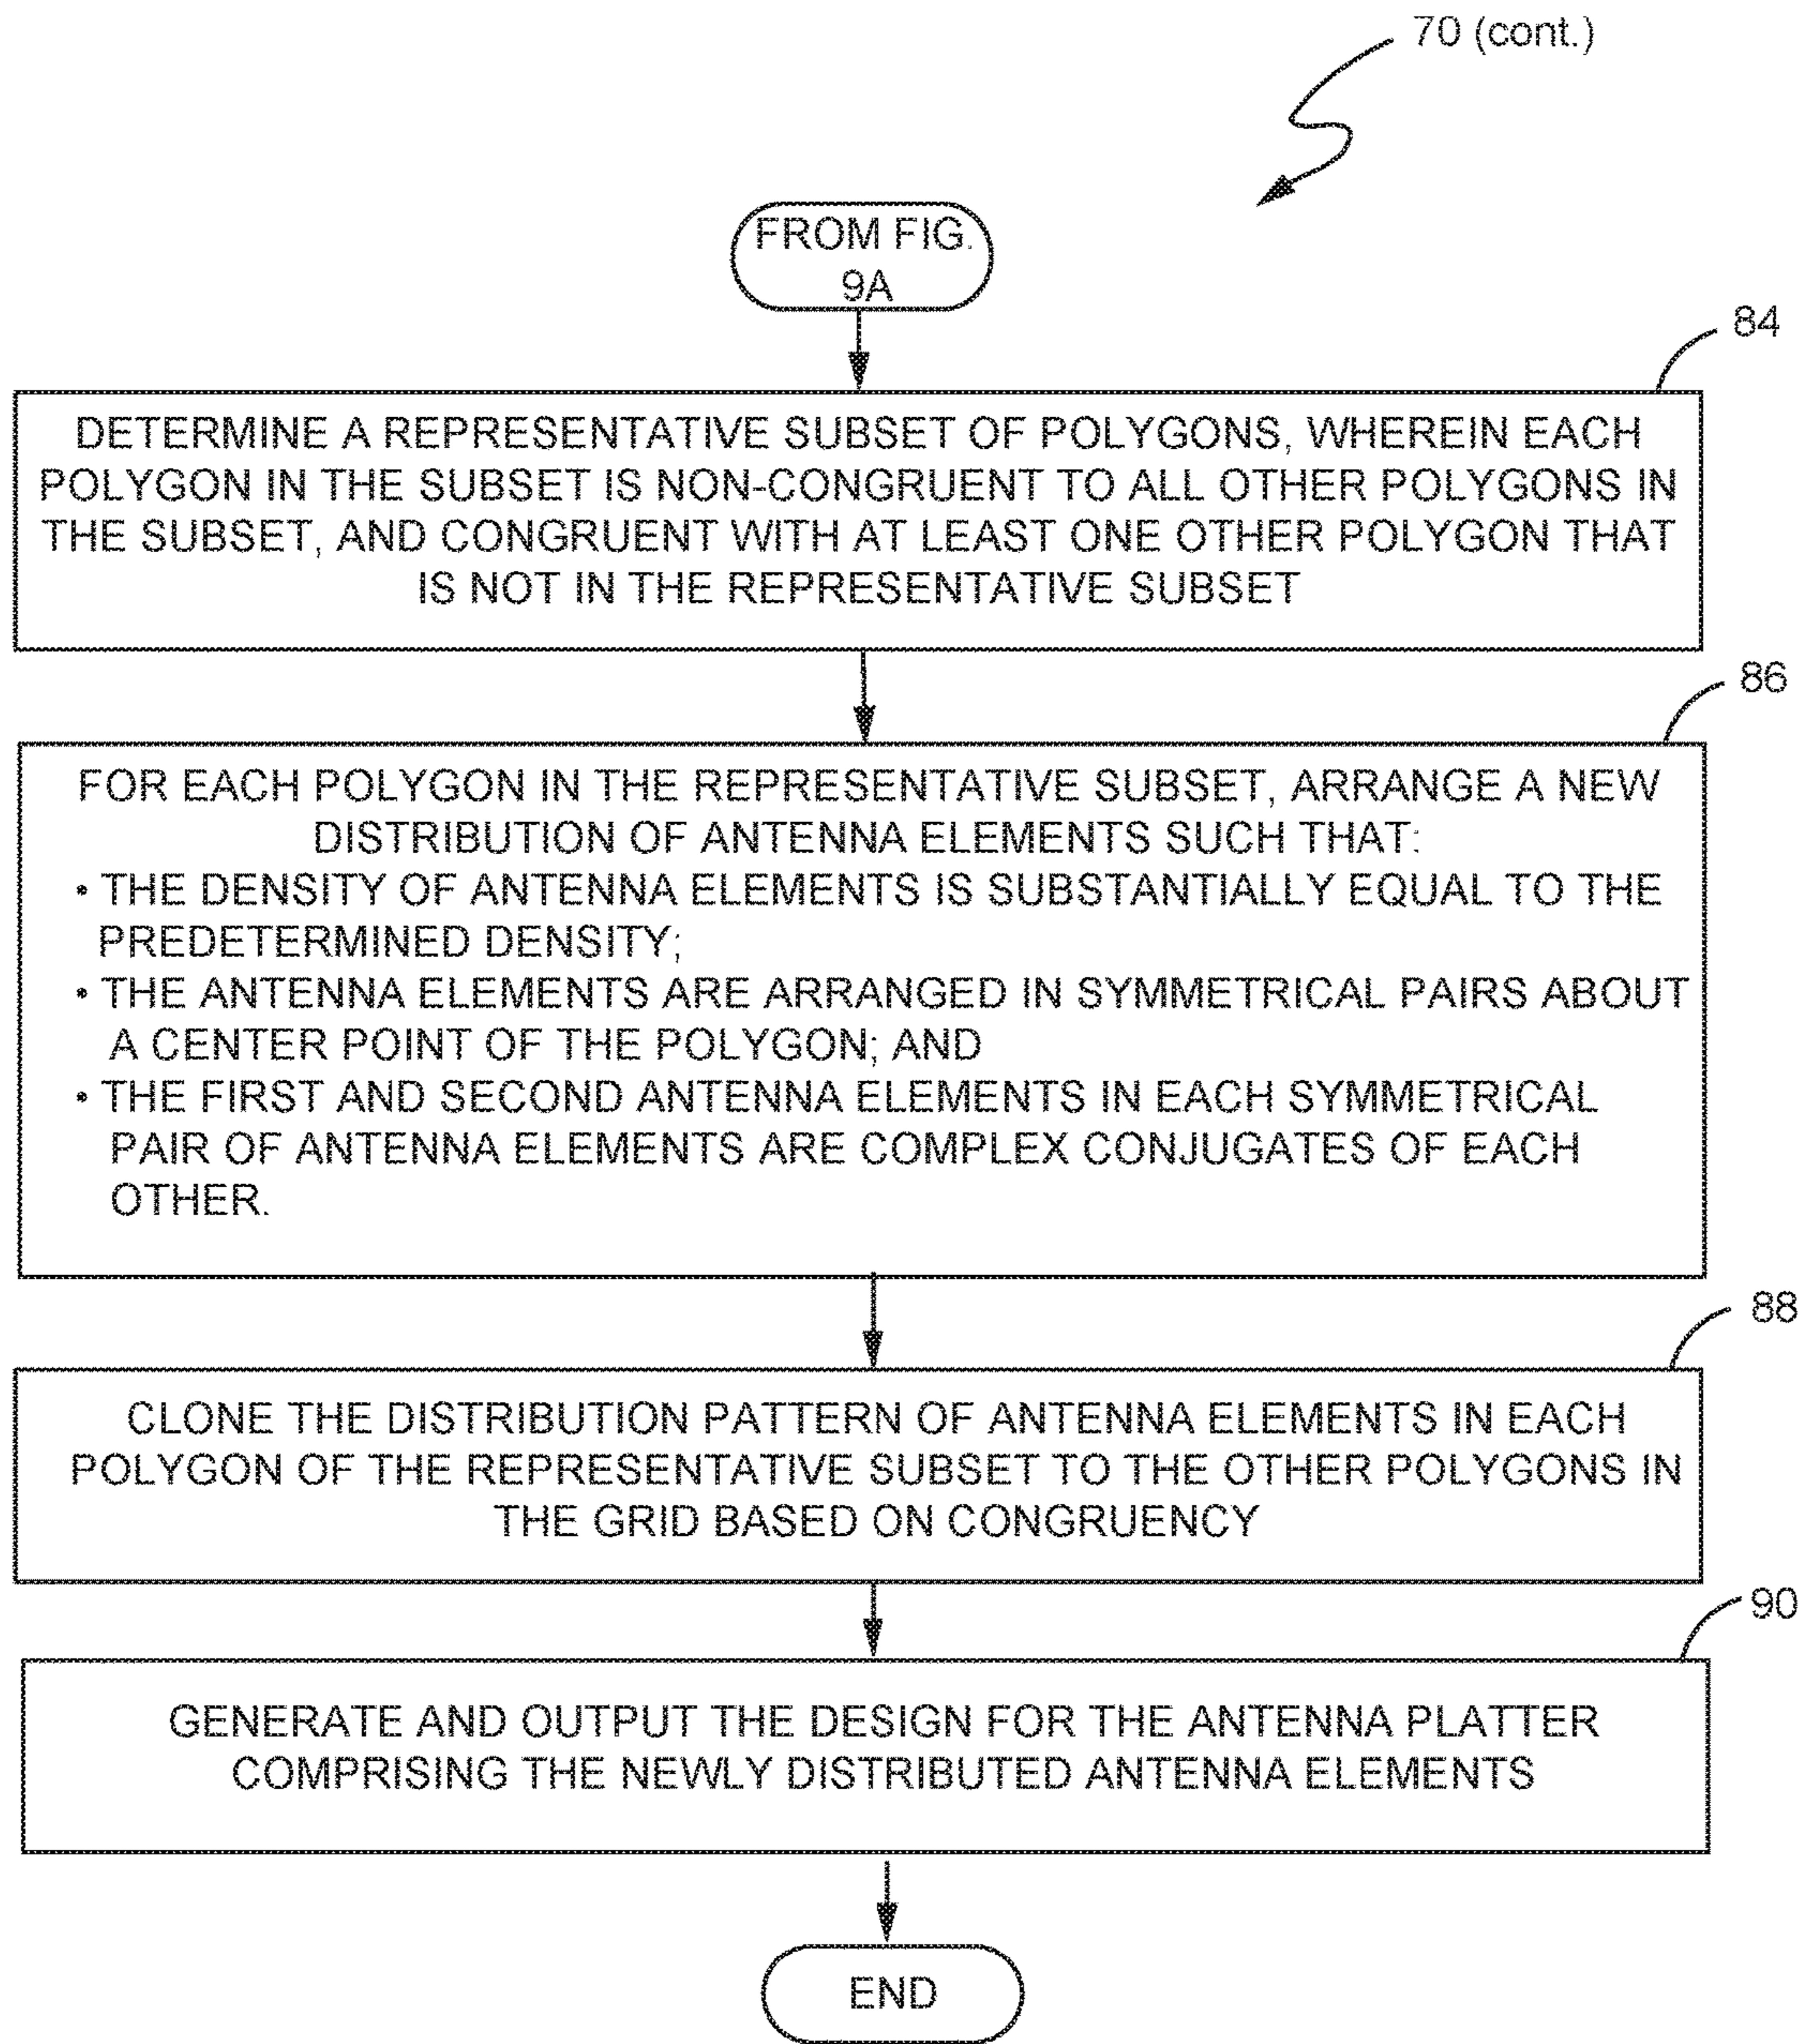 70 (cont.)
FROM FIG.
9A
84
DETERMINE A REPRESENTATIVE SUBSET OF POLYGONS, WHEREIN EACH
POLYGON IN THE SUBSET IS NON-CONGRUENT TO ALL OTHER POLYGONS IN
THE SUBSET, AND CONGRUENT WITH AT LEAST ONE OTHER POLYGON THAT
IS NOT IN THE REPRESENTATIVE SUBSET
86
FOR EACH POLYGON IN THE REPRESENTATIVE SUBSET, ARRANGE A NEW
DISTRIBUTION OF ANTENNA ELEMENTS SUCH THAT:
• THE DENSITY OF ANTENNA ELEMENTS IS SUBSTANTIALLY EQUAL TO THE
PREDETERMINED DENSITY;
• THE ANTENNA ELEMENTS ARE ARRANGED IN SYMMETRICAL PAIRS ABOUT
A CENTER POINT OF THE POLYGON; AND
• THE FIRST AND SECOND ANTENNA ELEMENTS IN EACH SYMMETRICAL
PAIR OF ANTENNA ELEMENTS ARE COMPLEX CONJUGATES OF EACH
OTHER.
88
CLONE THE DISTRIBUTION PATTERN OF ANTENNA ELEMENTS IN EACH
POLYGON OF THE REPRESENTATIVE SUBSET TO THE OTHER POLYGONS IN
THE GRID BASED ON CONGRUENCY
90
GENERATE AND OUTPUT THE DESIGN FOR THE ANTENNA PLATTER
COMPRISING THE NEWLY DISTRIBUTED ANTENNA ELEMENTS
END